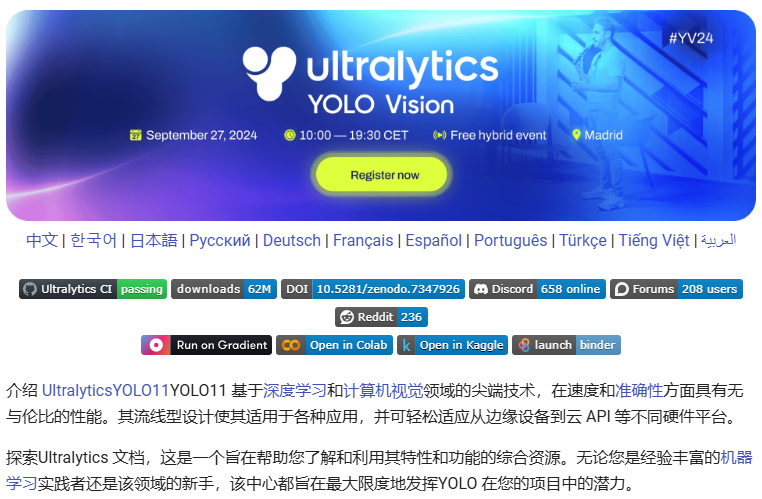 #YV24
ultralytics
YOLO Vision
September 27, 2024 10:00 — 19:30 CET Free hybrid event Madrid
Register now
中文 | 한국어 | 日本語 | Русский | Deutsch | Français | Español | Português | Türkçe | Tiếng Việt | العربية
Ultralytics CI passing downloads 62M DOI 10.5281/zenodo.7347926 Discord 658 online Forums 208 users
Reddit 236
Run on Gradient Open in Colab Open in Kaggle launch binder
介绍 UltralyticsYOLO11YOLO11 基于深度学习和计算机视觉领域的尖端技术，在速度和准确性方面具有无
与伦比的性能。其流线型设计使其适用于各种应用，并可轻松适应从边缘设备到云 API 等不同硬件平台。
探索Ultralytics 文档，这是一个旨在帮助您了解和利用其特性和功能的综合资源。无论您是经验丰富的机器
学习实践者还是该领域的新手，该中心都旨在最大限度地发挥YOLO 在您的项目中的潜力。